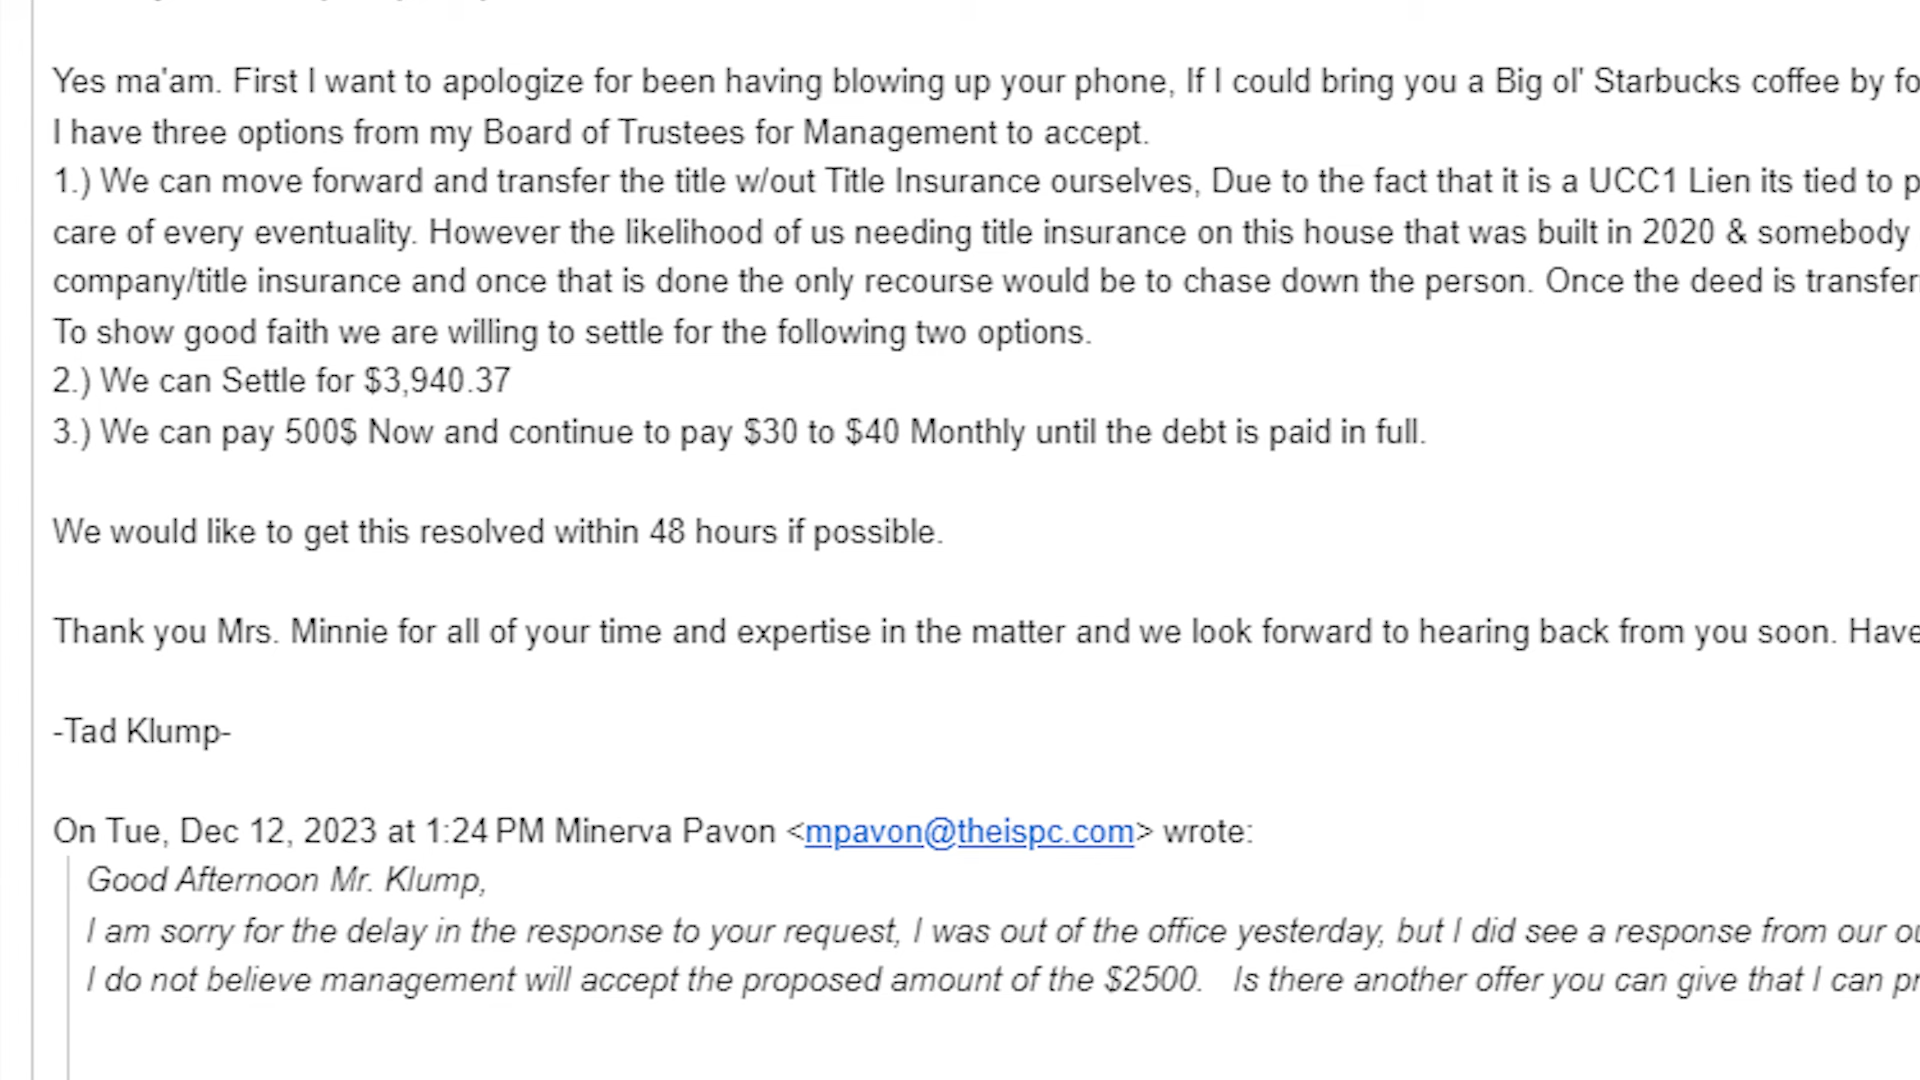 Yes ma'am. First I want to apologize for been having blowing up your phone, If I could bring you a Big ol' Starbucks coffee by
I have three options from my Board of Trustees for Management to accept.
1.) We can move forward and transfer the title w/out Title Insurance ourselves, Due to the fact that it is a UCC1 Lien its tied to
care of every eventuality. However the likelihood of us needing title insurance on this house that was built in 2020 & somebody
company/title insurance and once that is done the only recourse would be to chase down the person. Once the deed is
To show good faith we are willing to settle for the following two options.
2.) We can Settle for $3,940.37
3.) We can pay 500$ Now and continue to pay $30 to $40 Monthly until the debt is paid in full.
We would like to get this resolved within 48 hours if possible.
Thank you Mrs. Minnie for all of your time and expertise in the matter and we look forward to hearing back from you soon. Have
-Tad Klump-
On Tue, Dec 12, 2023 at 1:24 PM Minerva Pavon <mpavon@theispc.com> wrote:
Good Afternoon Mr. Klump,
I am sorry for the delay in the response to your request, I was out of the office yesterday, but I did see a response from our
I do not believe management will accept the proposed amount of the $2500. Is there another offer you can give that I can